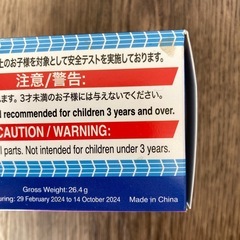 上のお子様を対象として安全テストを実施しております。
注意/警告:
ます。3才未満のお子様には与えないでください。
recommended for children 3 years and over.
CAUTION / WARNING:
parts. Not intended for children under 3 years.
Gross Weight: 26.4 g
uring: 29 February 2024 to 14 October 2024 Made in China